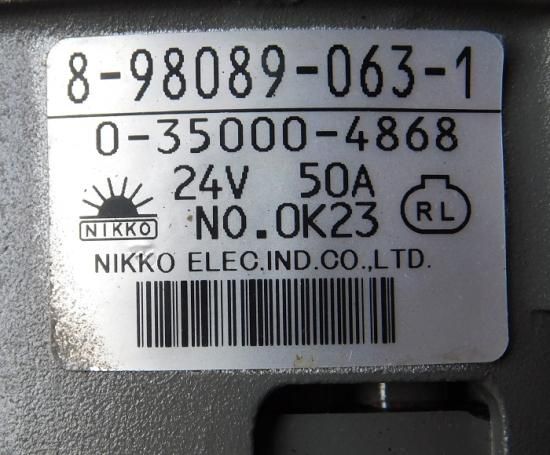 8-98089-063-1
0-35000-4868
24V 50A
NIKKO
NO.0K23
RL
NIKKO ELEC.IND.CO.,LTD.